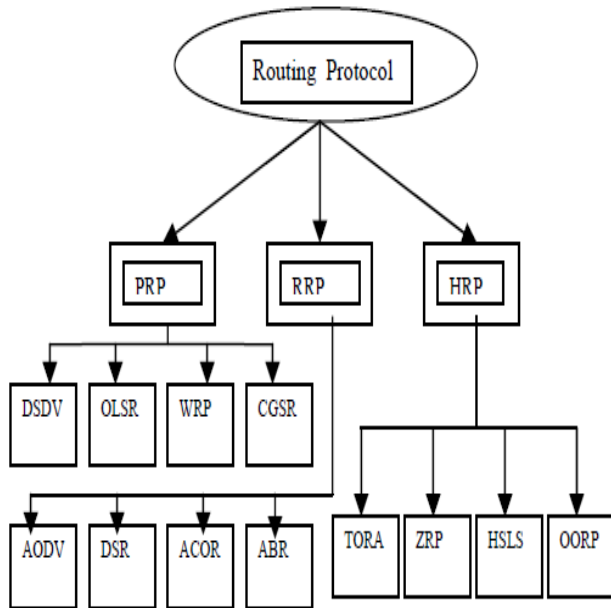 Routing Protocol
PRP
RRP
HRP
DSDV
OLSR
WRP
CGSR
AODV
DSR
ACOR
ABR
TORA
ZRP
HSLS
OORP